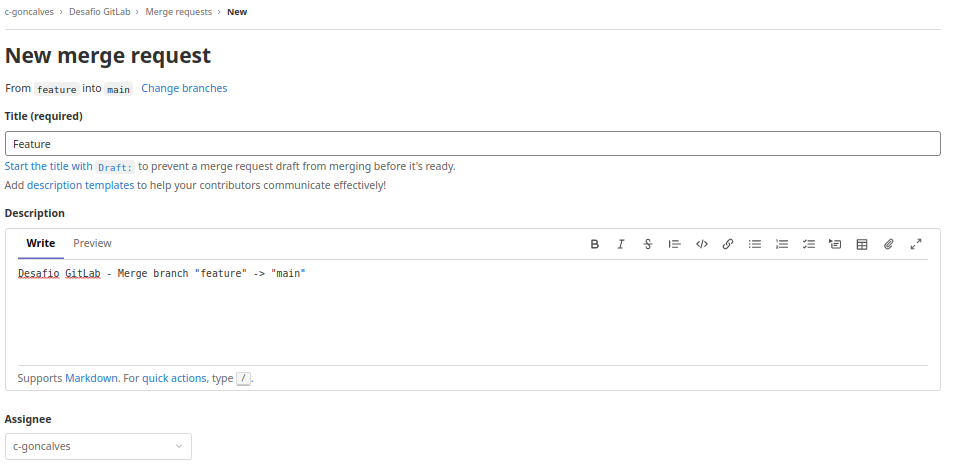 c-goncalves › Desafio GitLab › Merge requests › New
New merge request
From feature into main Change branches
Title (required)
Feature
Start the title with Draft: to prevent a merge request draft from merging before it's ready.
Add description templates to help your contributors communicate effectively!
Description
Write Preview
Desafio GitLab - Merge branch "feature" -> "main"
Supports Markdown. For quick actions, type /.
Assignee
c-goncalves